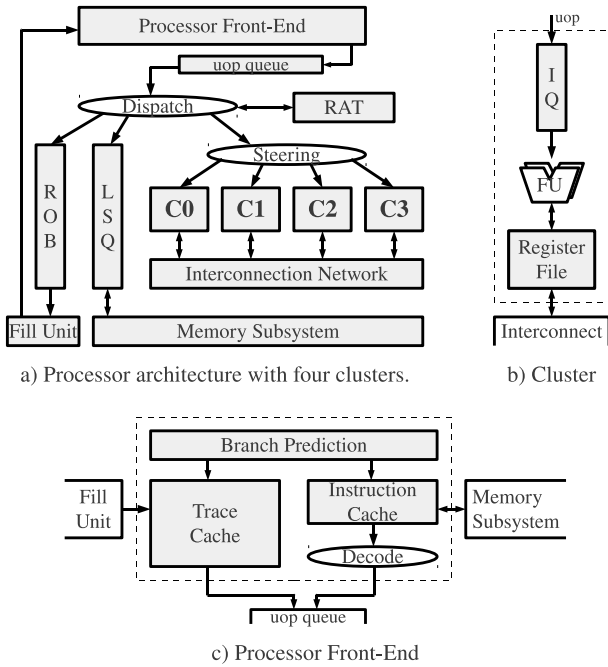 Processor Front-End
uop queue
Dispatch
RAT
Steering
R
O
B
L
S
Q
C0 C1 C2 C3
Interconnection Network
Fill Unit
Memory Subsystem
a) Processor architecture with four clusters.
uop
I
Q
FU
Register
File
Interconnect
b) Cluster
Branch Prediction
Fill
Unit
Trace
Cache
Instruction
Cache
Memory
Subsystem
Decode
uop queue
c) Processor Front-End